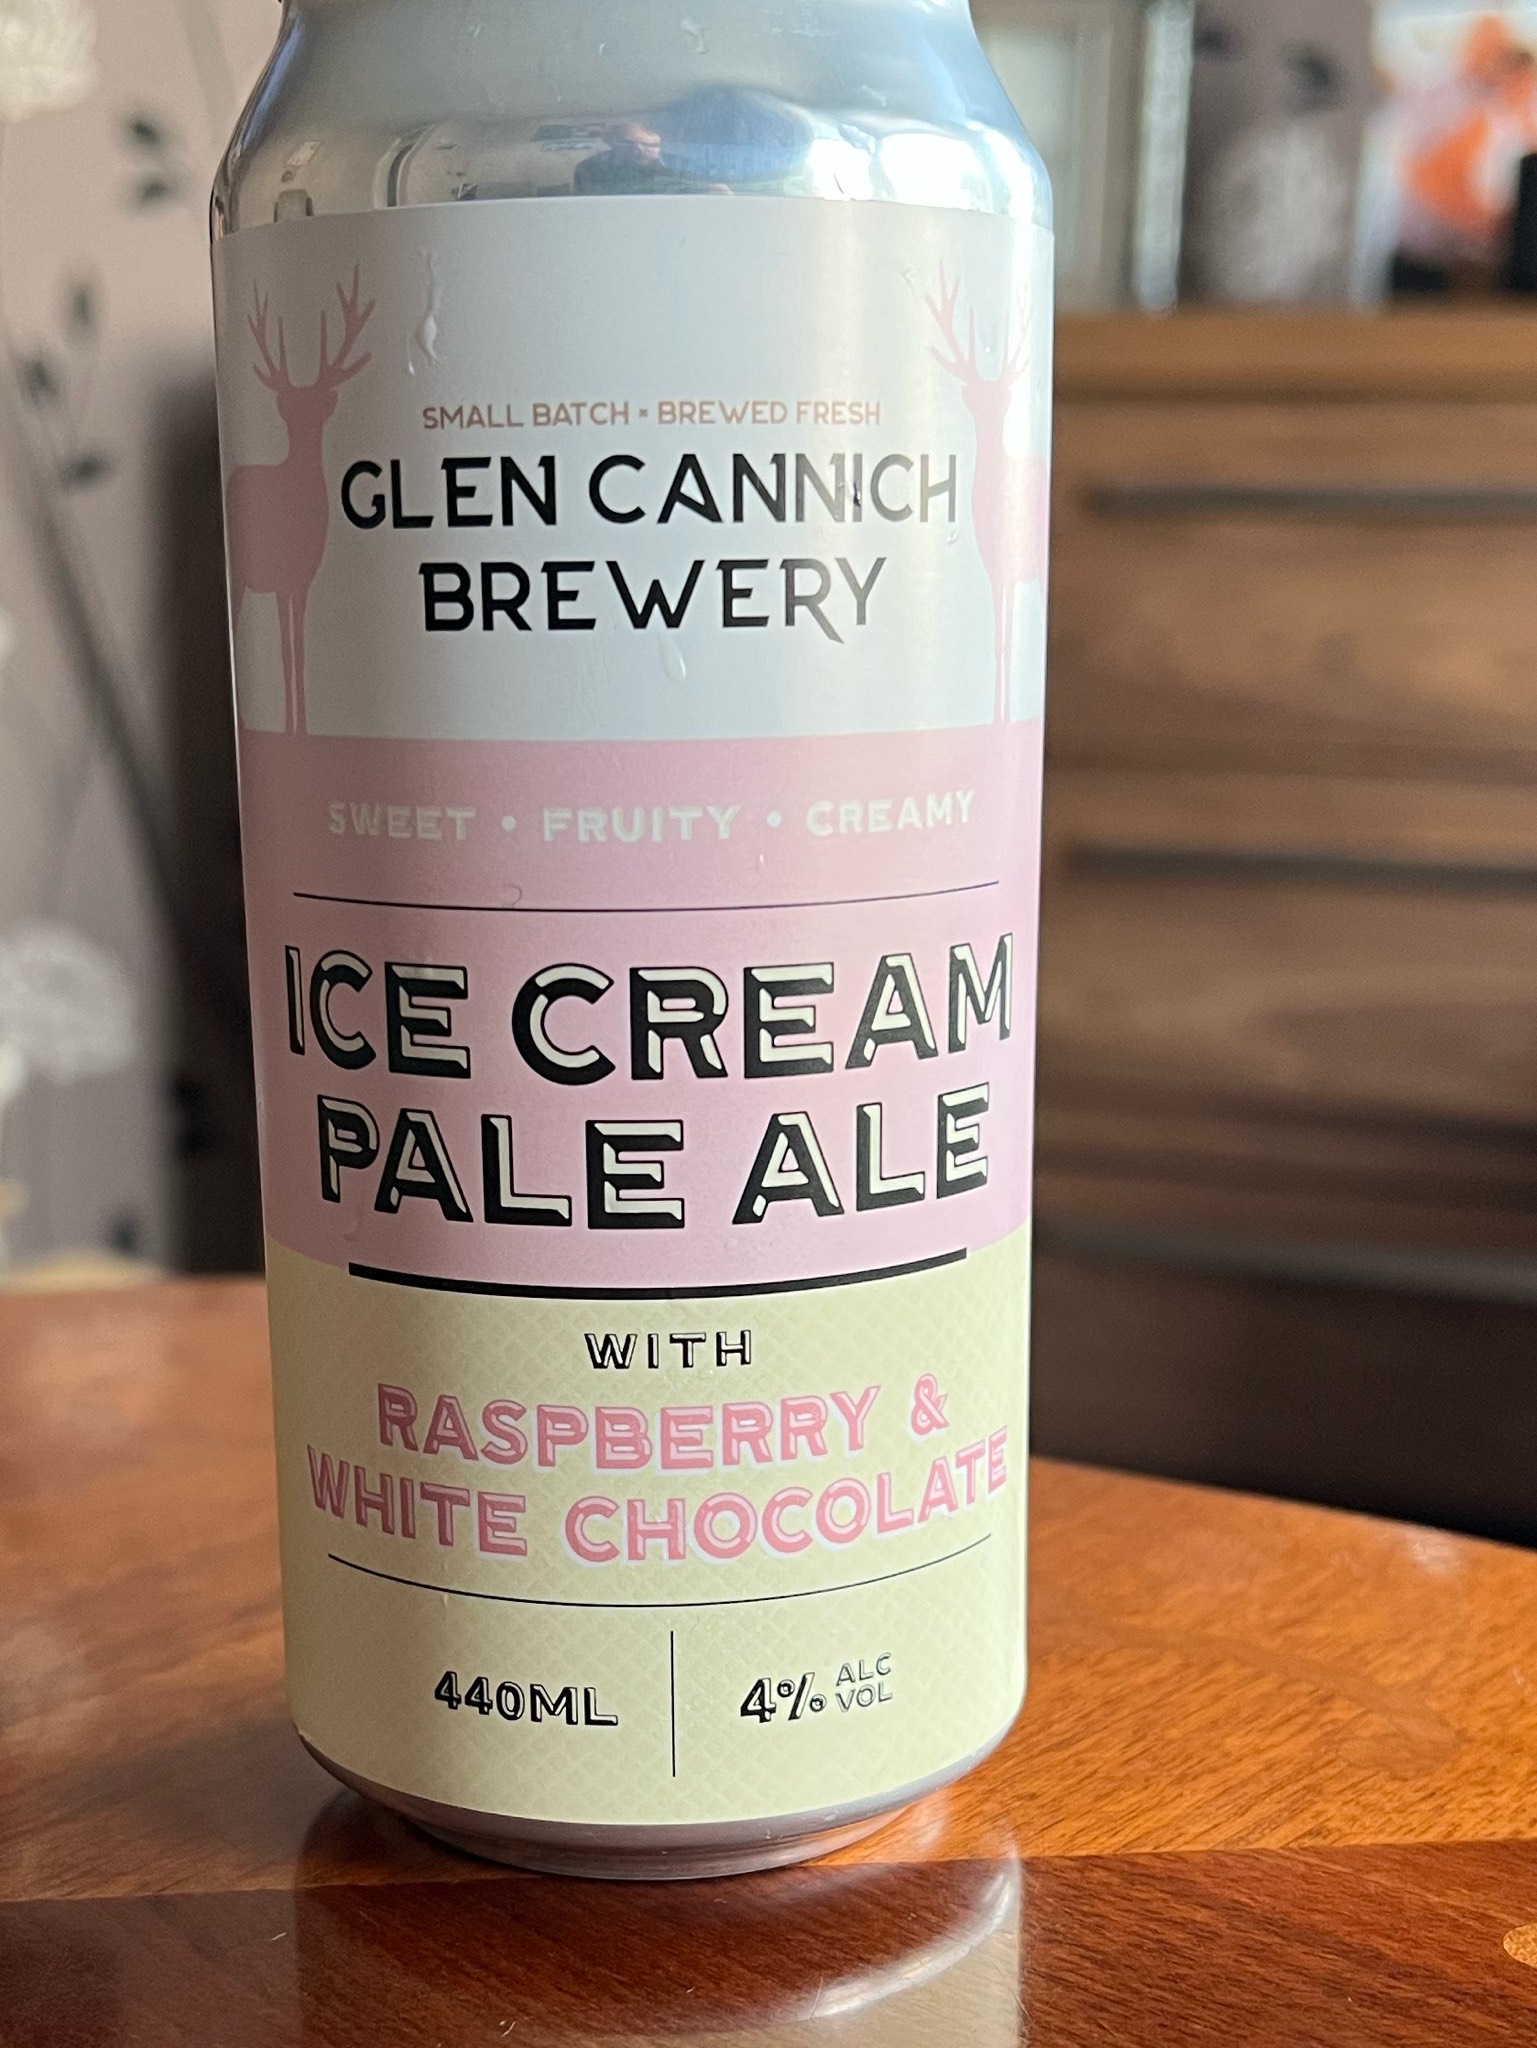 SMALL BATCH • BREWED FRESH
GLEN CANNICH
BREWERY
SWEET • FRUITY • CREAMY
ICE CREAM
PALE ALE
WITH
RASPBERRY &
WHITE CHOCOLATE
440ML
4% ALC VOL